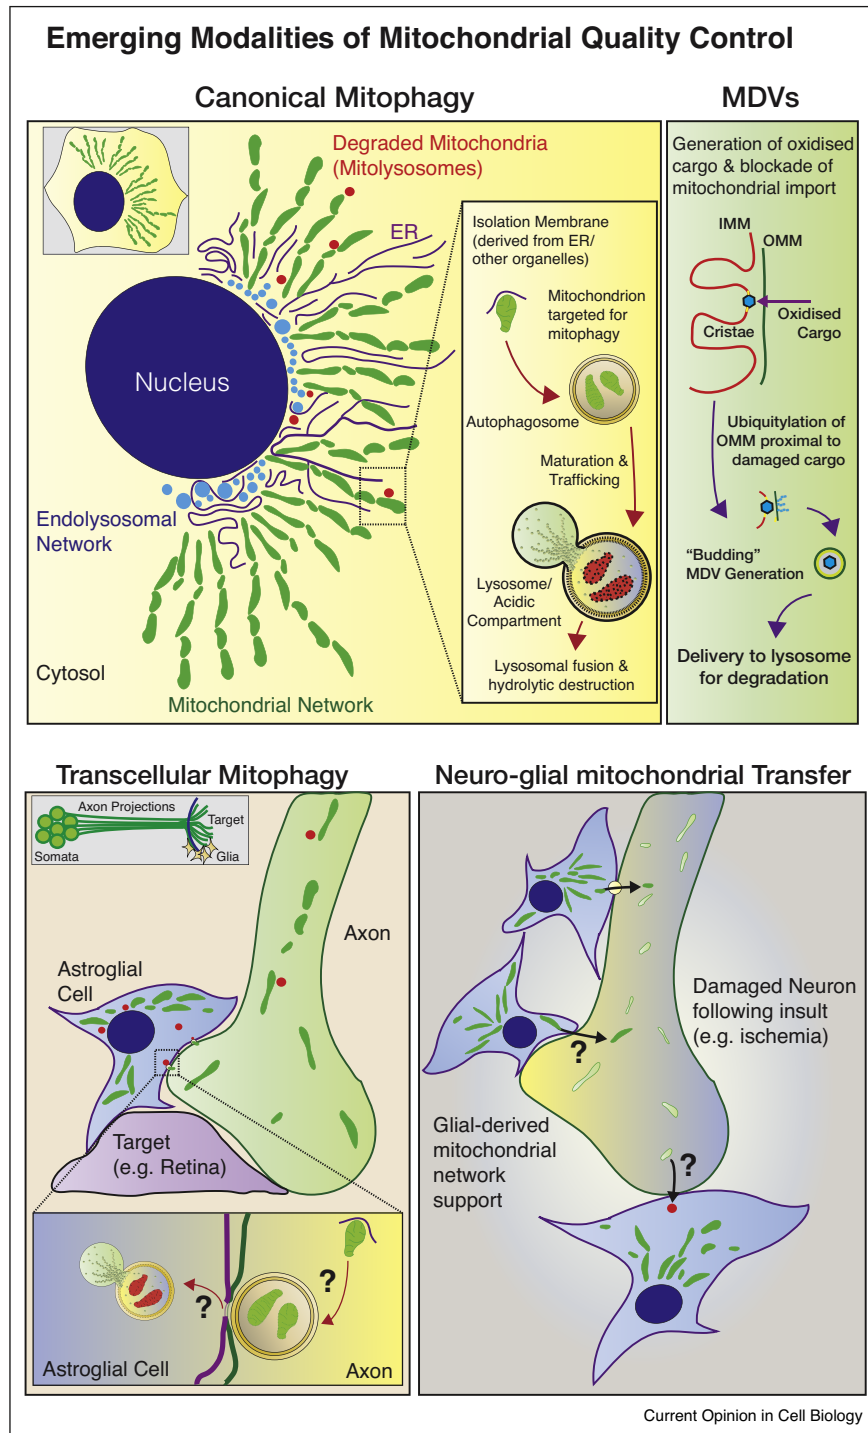 Emerging Modalities of Mitochondrial Quality Control
Canonical Mitophagy
Degraded Mitochondria
(Mitolysosomes)
ER
Nucleus
Endolysosomal
Network
Cytosol
Mitochondrial Network
Isolation Membrane
(derived from ER/
other organelles)
Mitochondrion
targeted for
mitophagy
Autophagosome
Maturation &
Trafficking
Lysosome/
Acidic
Compartment
Lysosomal fusion &
hydrolytic destruction
MDVs
Generation of oxidised
cargo & blockade of
mitochondrial import
IMM
OMM
Cristae
Oxidised
Cargo
Ubiquitylation of
OMM proximal to
damaged cargo
“Budding”
MDV Generation
Delivery to lysosome
for degradation
Transcellular Mitophagy
Axon Projections
Target
Somata
Glia
Axon
Astroglial
Cell
Target
(e.g. Retina)
?
?
Astroglial Cell
Axon
Neuro-glial mitochondrial Transfer
Damaged Neuron
following insult
(e.g. ischemia)
?
Glial-derived
mitochondrial
network
support
?
Current Opinion in Cell Biology